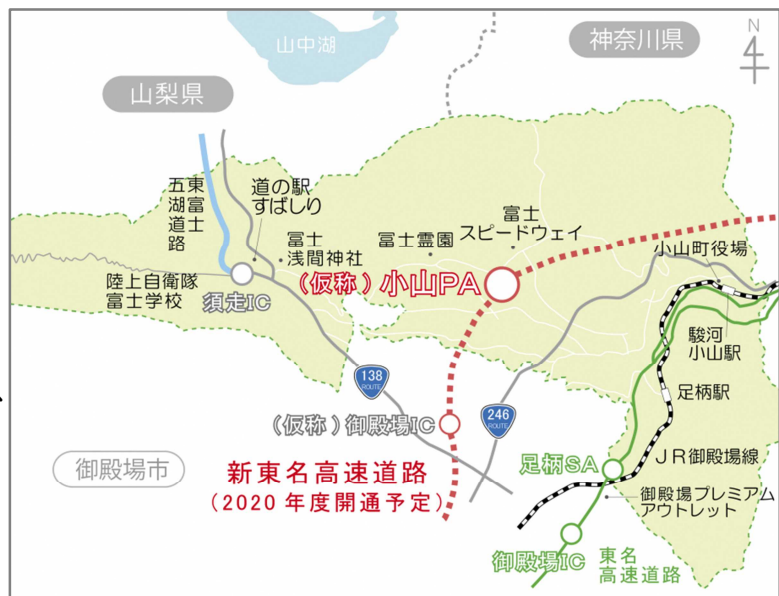 山中湖
神奈川県
N
山梨県
東富士
五湖道路
道の駅
すばしり
冨士
浅間神社
冨士霊園
富士
スピードウェイ
小山町役場
(仮称)小山PA
陸上自衛隊
富士学校
須走IC
駿河
小山駅
138
ROUTE
足柄駅
(仮称)御殿場IC
246
ROUTE
御殿場市
新東名高速道路
(2020年度開通予定)
足柄SA
JR御殿場線
御殿場プレミアム
アウトレット
御殿場IC
東名
高速道路